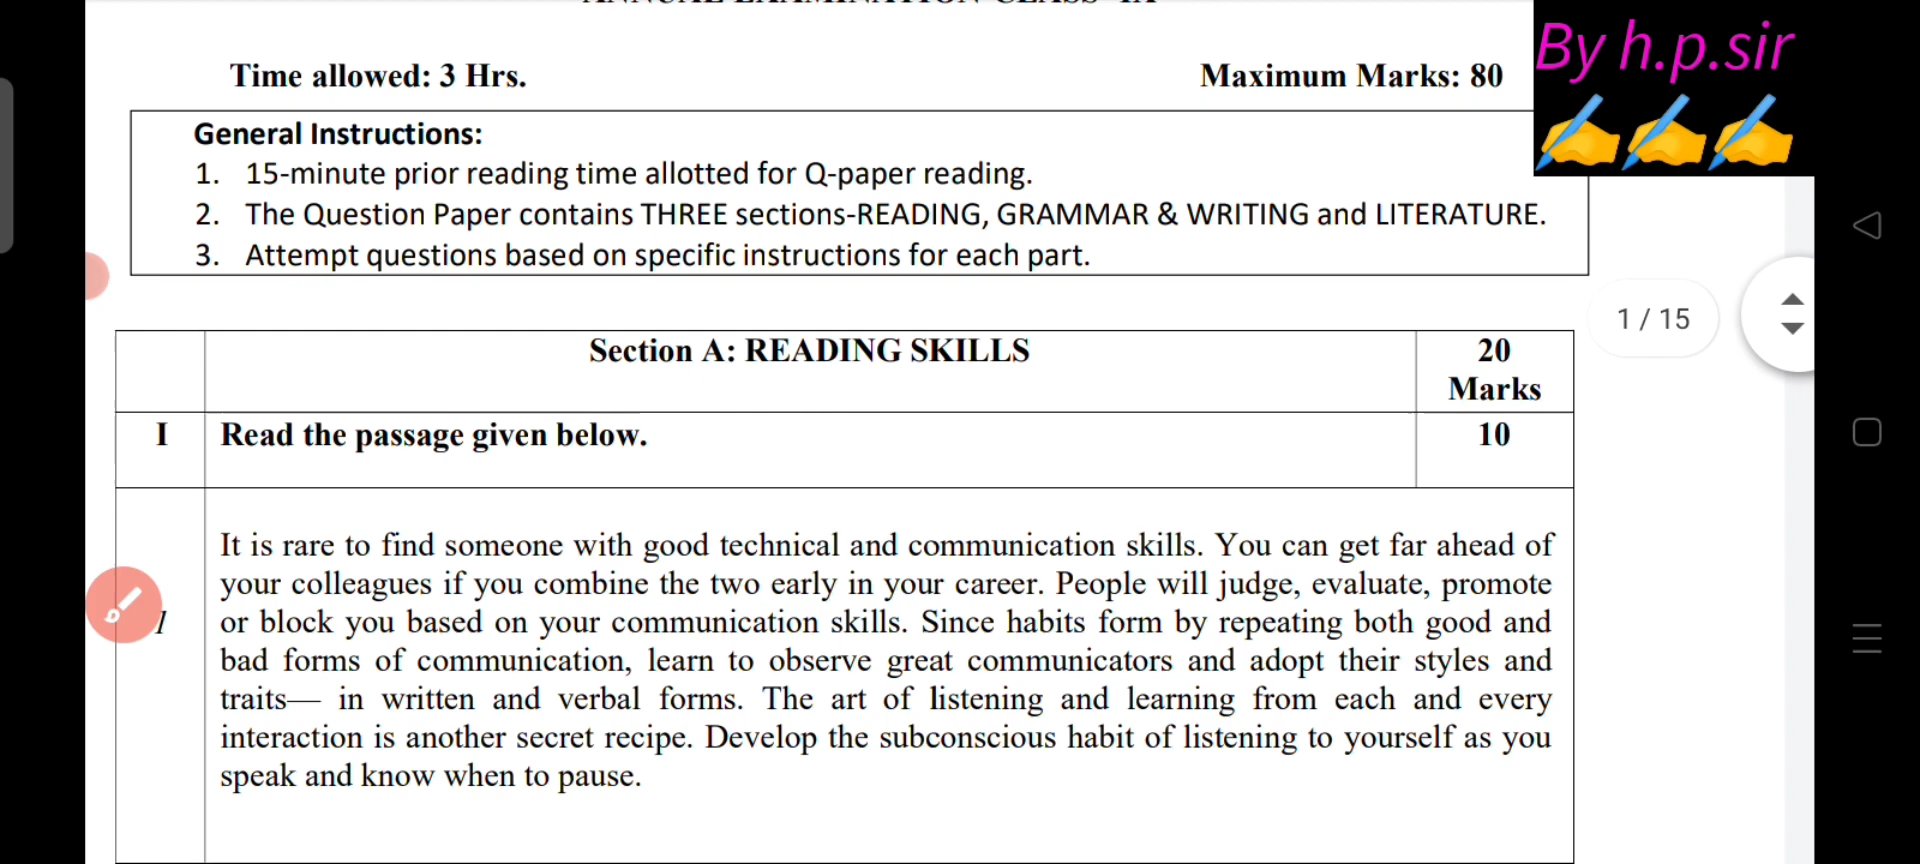 ANNUAL EXAMINATION CLASS- IX
By h.p.sir
Time allowed: 3 Hrs.
Maximum Marks: 80
General Instructions:
1. 15-minute prior reading time allotted for Q-paper reading.
2. The Question Paper contains THREE sections-READING, GRAMMAR & WRITING and LITERATURE.
3. Attempt questions based on specific instructions for each part.
1 / 15
Section A: READING SKILLS
20
Marks
I Read the passage given below. 10
It is rare to find someone with good technical and communication skills. You can get far ahead of
your colleagues if you combine the two early in your career. People will judge, evaluate, promote
1 or block you based on your communication skills. Since habits form by repeating both good and
bad forms of communication, learn to observe great communicators and adopt their styles and
traits— in written and verbal forms. The art of listening and learning from each and every
interaction is another secret recipe. Develop the subconscious habit of listening to yourself as you
speak and know when to pause.